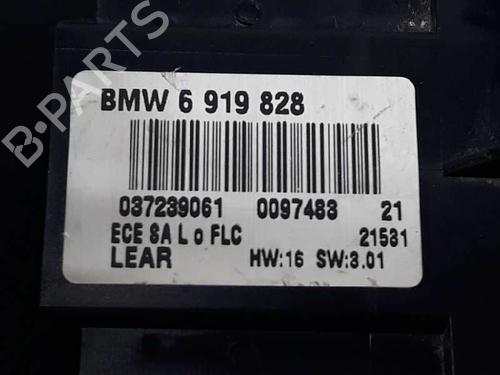 BMW 6 919 828
037239061 0097483 21
ECE SA L o FLC 21531
LEAR HW:16 SW:3.01
B-PARTS